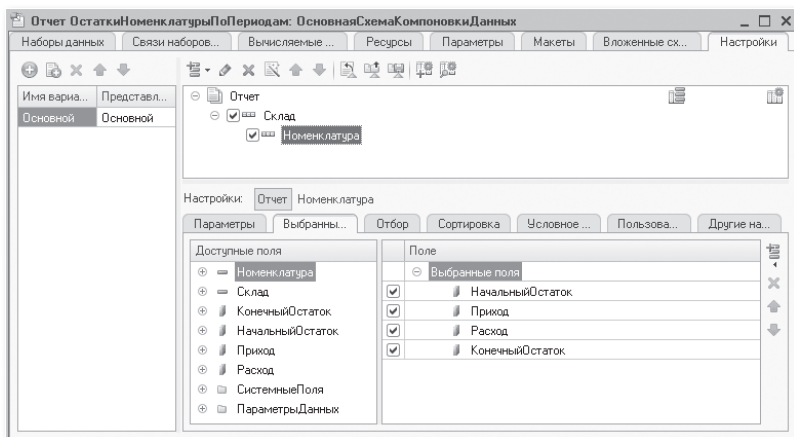 Отчет ОстаткиНоменклатурыПоПериодам: ОсновнаяСхемаКомпоновкиДанных
Наборы данных Связи наборов... Вычисляемые ... Ресурсы Параметры Макеты Вложенные сх... Настройки
Имя вариа... Представл...
Основной Основной
Отчет
Склад
Номенклатура
Настройки: Отчет Номенклатура
Параметры Выбранны... Отбор Сортировка Условное ... Пользова... Другие на...
Доступные поля
Номенклатура
Склад
КонечныйОстаток
НачальныйОстаток
Приход
Расход
СистемныеПоля
ПараметрыДанных
Поле
Выбранные поля
НачальныйОстаток
Приход
Расход
КонечныйОстаток